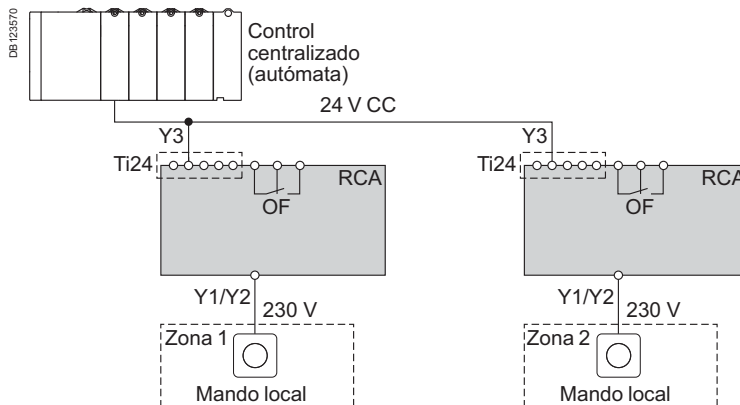 DB123570
Control
centralizado
(autómata)
24 V CC
Y3
Y3
Ti24
RCA
Ti24
RCA
OF
OF
Y1/Y2
230 V
Y1/Y2
230 V
Zona 1
Zona 2
Mando local
Mando local